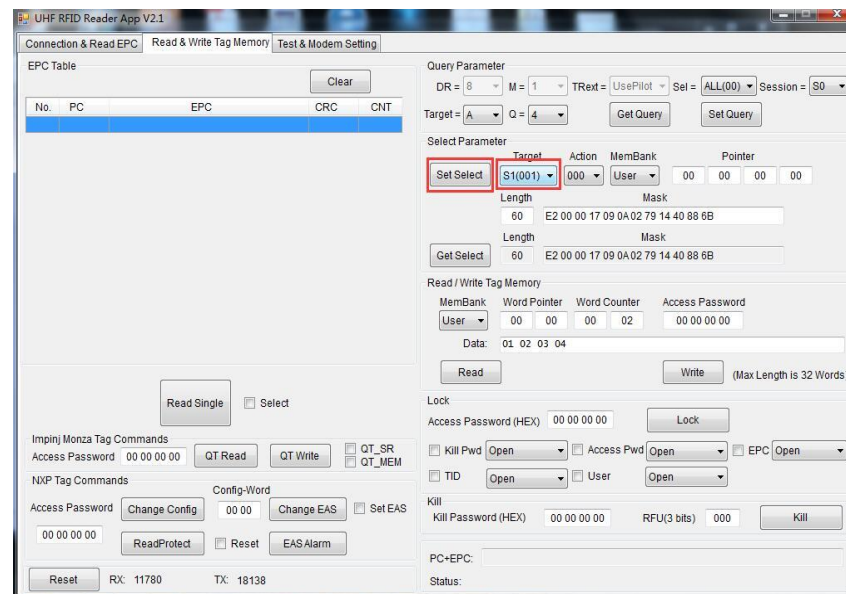 UHF RFID Reader App V2.1
Connection & Read EPC Read & Write Tag Memory Test & Modem Setting
EPC Table
Clear
No. PC EPC CRC CNT
Read Single Select
Impinj Monza Tag Commands
Access Password 00 00 00 00 QT Read QT Write QT_SR
QT_MEM
NXP Tag Commands
Config-Word
Access Password Change Config 00 00 Change EAS Set EAS
00 00 00 00 ReadProtect Reset EAS Alarm
Reset RX: 11780 TX: 18138
Query Parameter
DR = 8 M = 1 TRext = UsePilot Sel = ALL(00) Session = S0
Target = A Q = 4 Get Query Set Query
Select Parameter
Target Action MemBank Pointer
Set Select S1(001) 000 User 00 00 00 00
Length Mask
60 E2 00 00 17 09 0A 02 79 14 40 88 6B
Length Mask
Get Select 60 E2 00 00 17 09 0A 02 79 14 40 88 6B
Read / Write Tag Memory
MemBank Word Pointer Word Counter Access Password
User 00 00 00 02 00 00 00 00
Data: 01 02 03 04
Read Write (Max Length is 32 Words
Lock
Access Password (HEX) 00 00 00 00 Lock
Kill Pwd Open Access Pwd Open EPC Open
TID Open User Open
Kill
Kill Password (HEX) 00 00 00 00 RFU(3 bits) 000 Kill
PC+EPC:
Status: